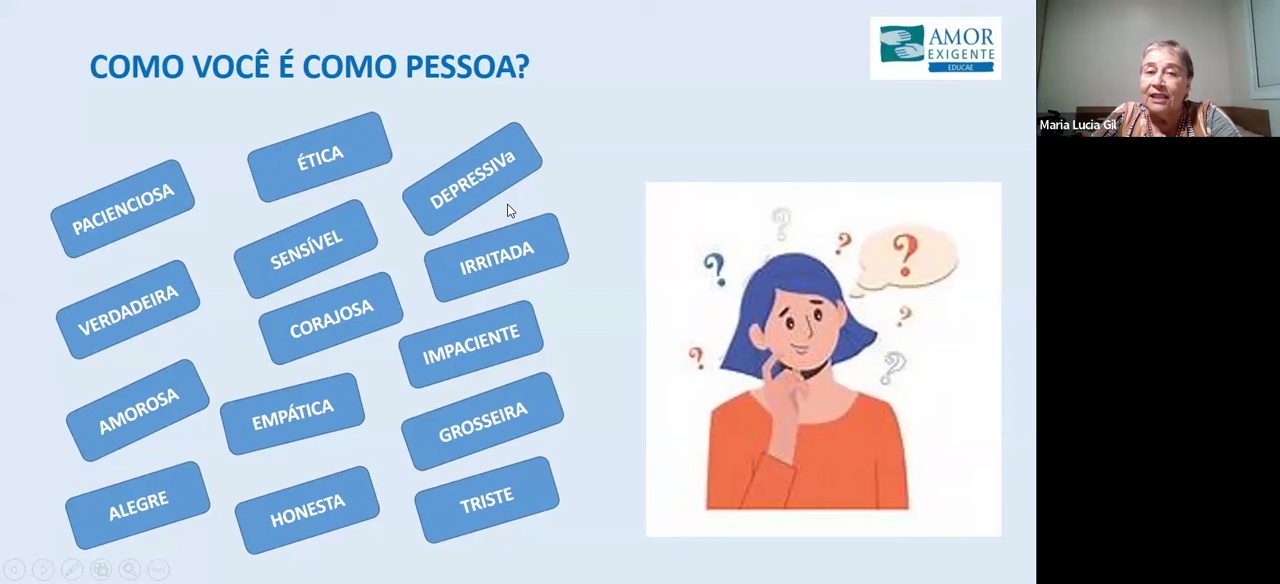 COMO VOCÊ É COMO PESSOA?
AMOR
EXIGENTE
EDUCAE
Maria Lucia Gil
PACIENCIOSA
ÉTICA
DEPRESSIVa
VERDADEIRA
SENSÍVEL
IRRITADA
CORAJOSA
IMPACIENTE
AMOROSA
EMPÁTICA
GROSSEIRA
ALEGRE
HONESTA
TRISTE
? ? ? ? ? ? ?